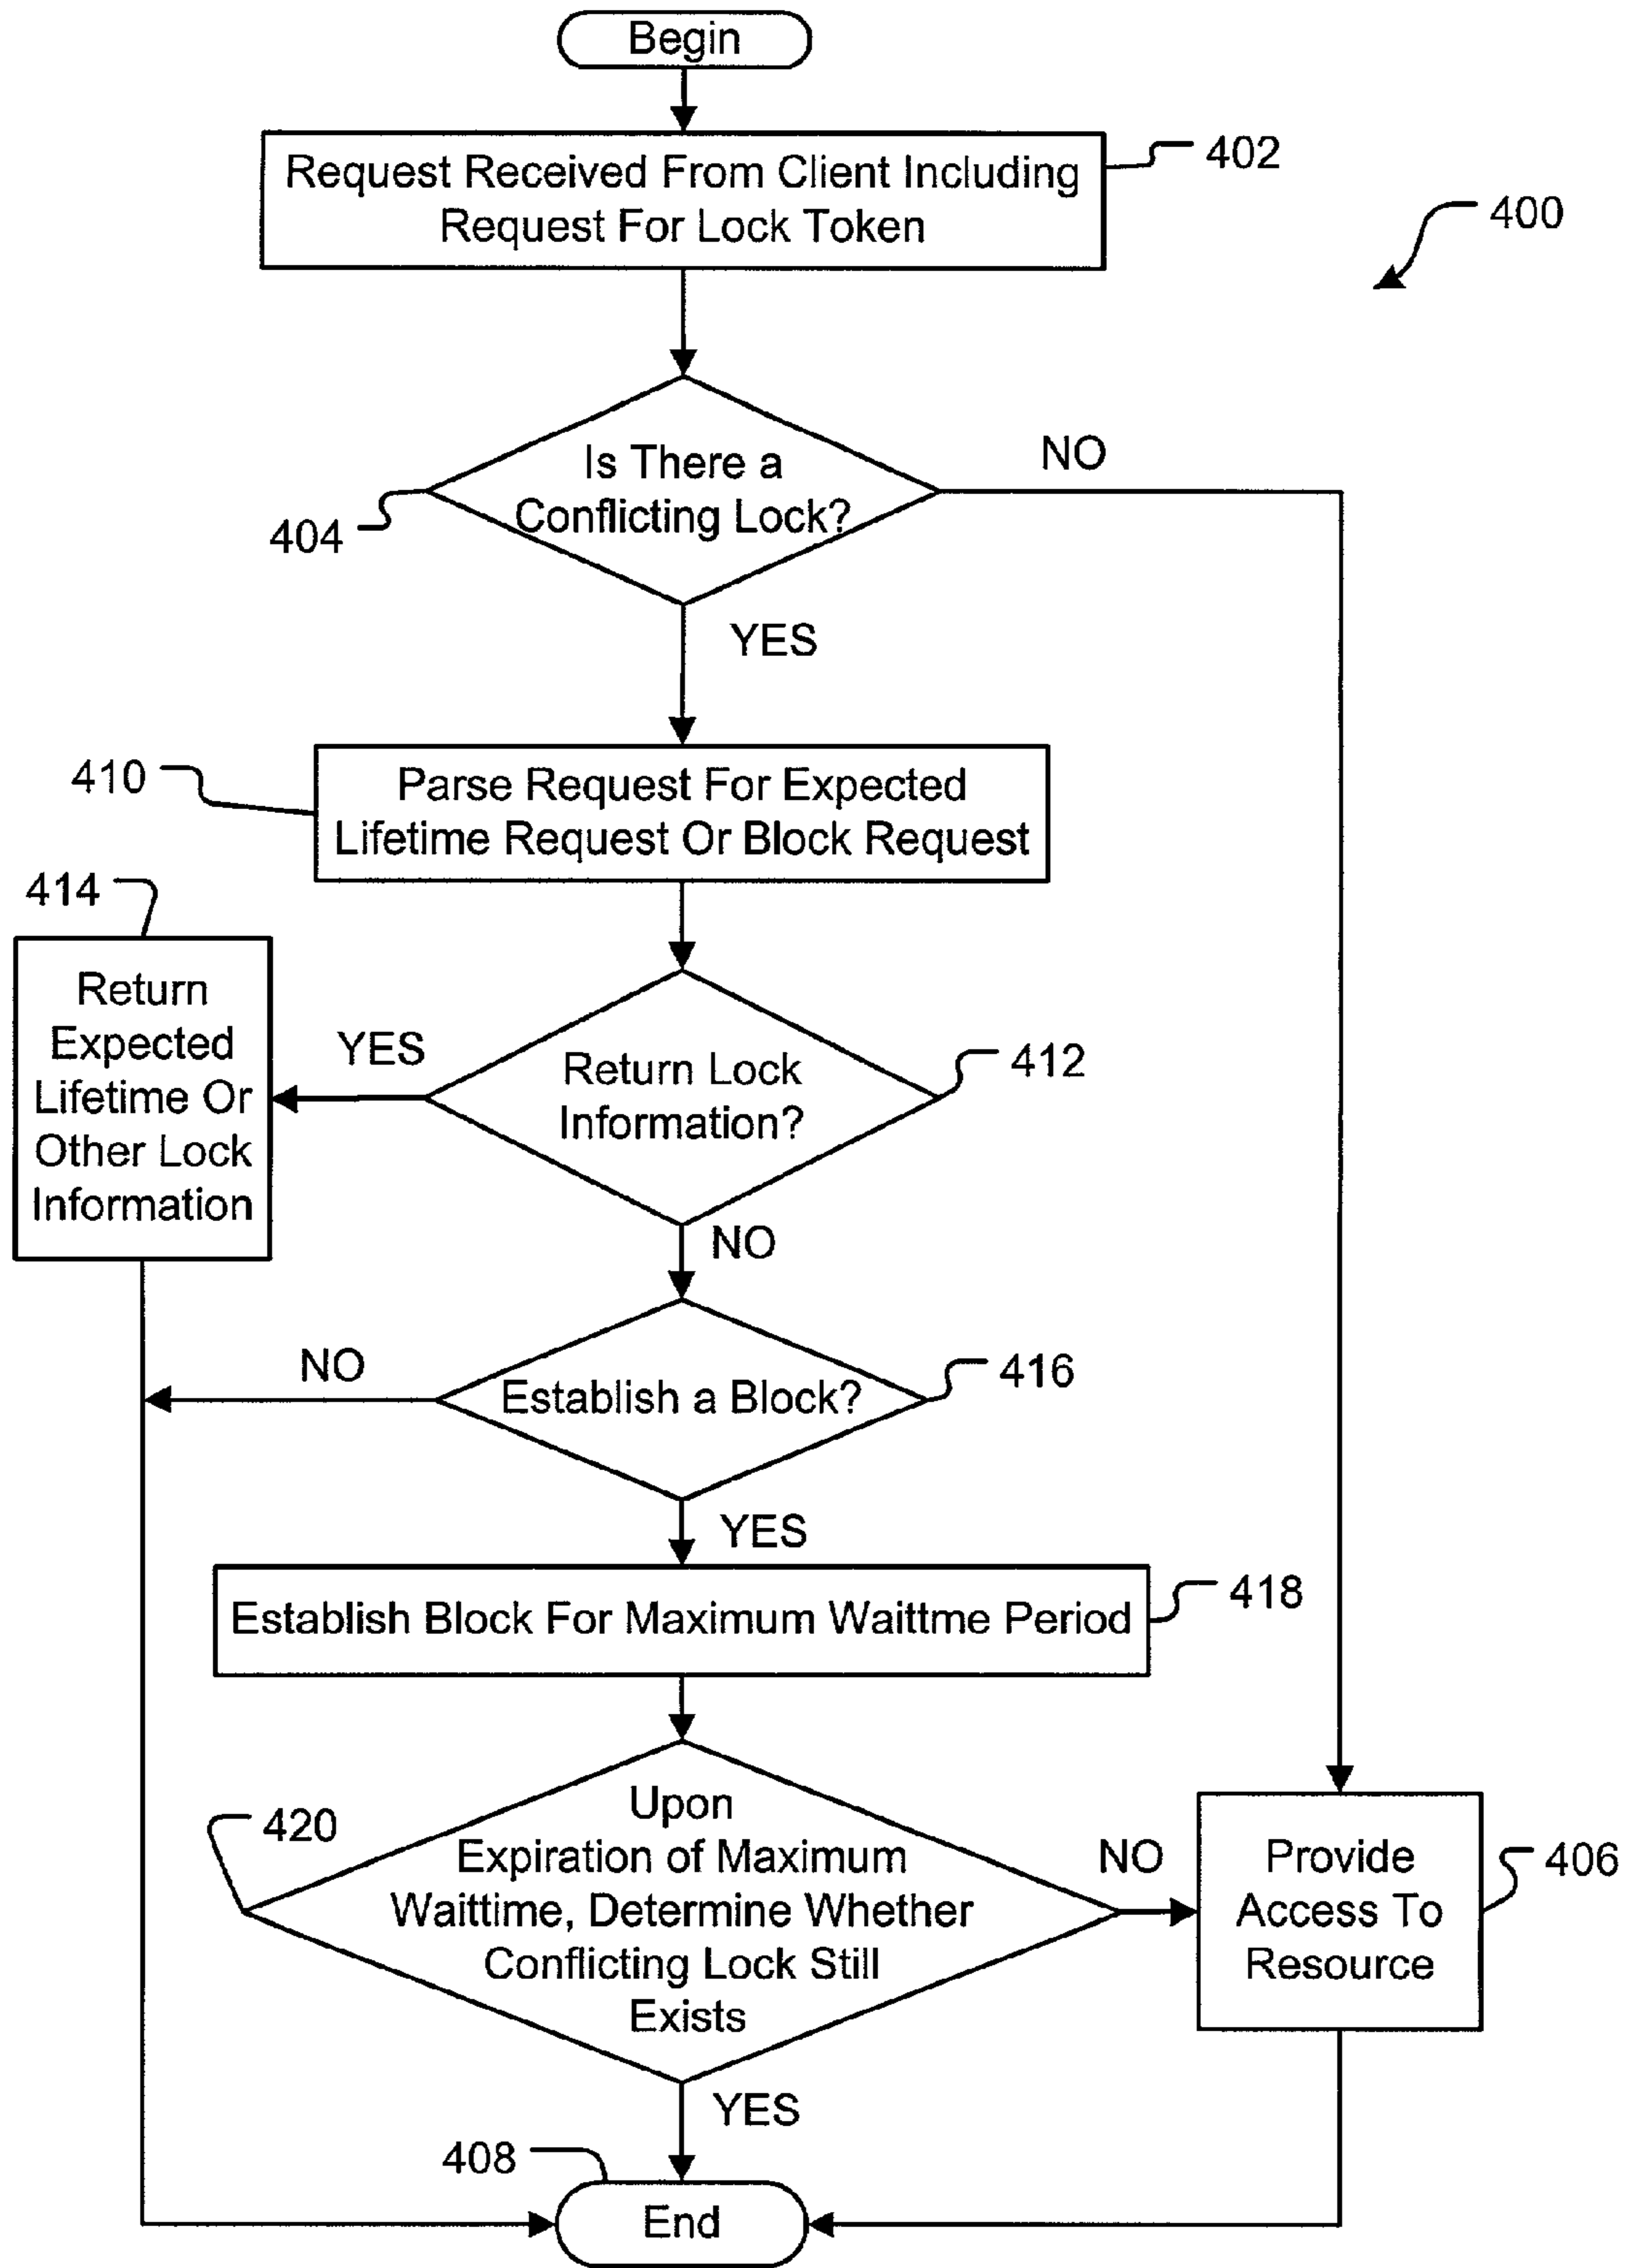 Begin
Request Received From Client Including
Request For Lock Token
402
400
Is There a
Conflicting Lock?
404
NO
YES
410
Parse Request For Expected
Lifetime Request Or Block Request
414
Return
Expected
Lifetime Or
Other Lock
Information
YES
Return Lock
Information?
412
NO
NO
Establish a Block?
416
YES
Establish Block For Maximum Waittme Period
418
420
Upon
Expiration of Maximum
Waittime, Determine Whether
Conflicting Lock Still
Exists
NO
Provide
Access To
Resource
406
YES
408
End